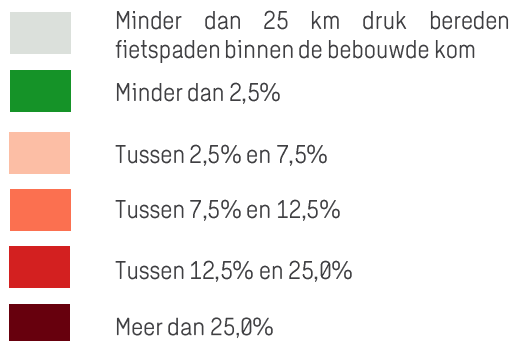 Minder dan 25 km druk bereden
fietspaden binnen de bebouwde kom
Minder dan 2,5%
Tussen 2,5% en 7,5%
Tussen 7,5% en 12,5%
Tussen 12,5% en 25,0%
Meer dan 25,0%